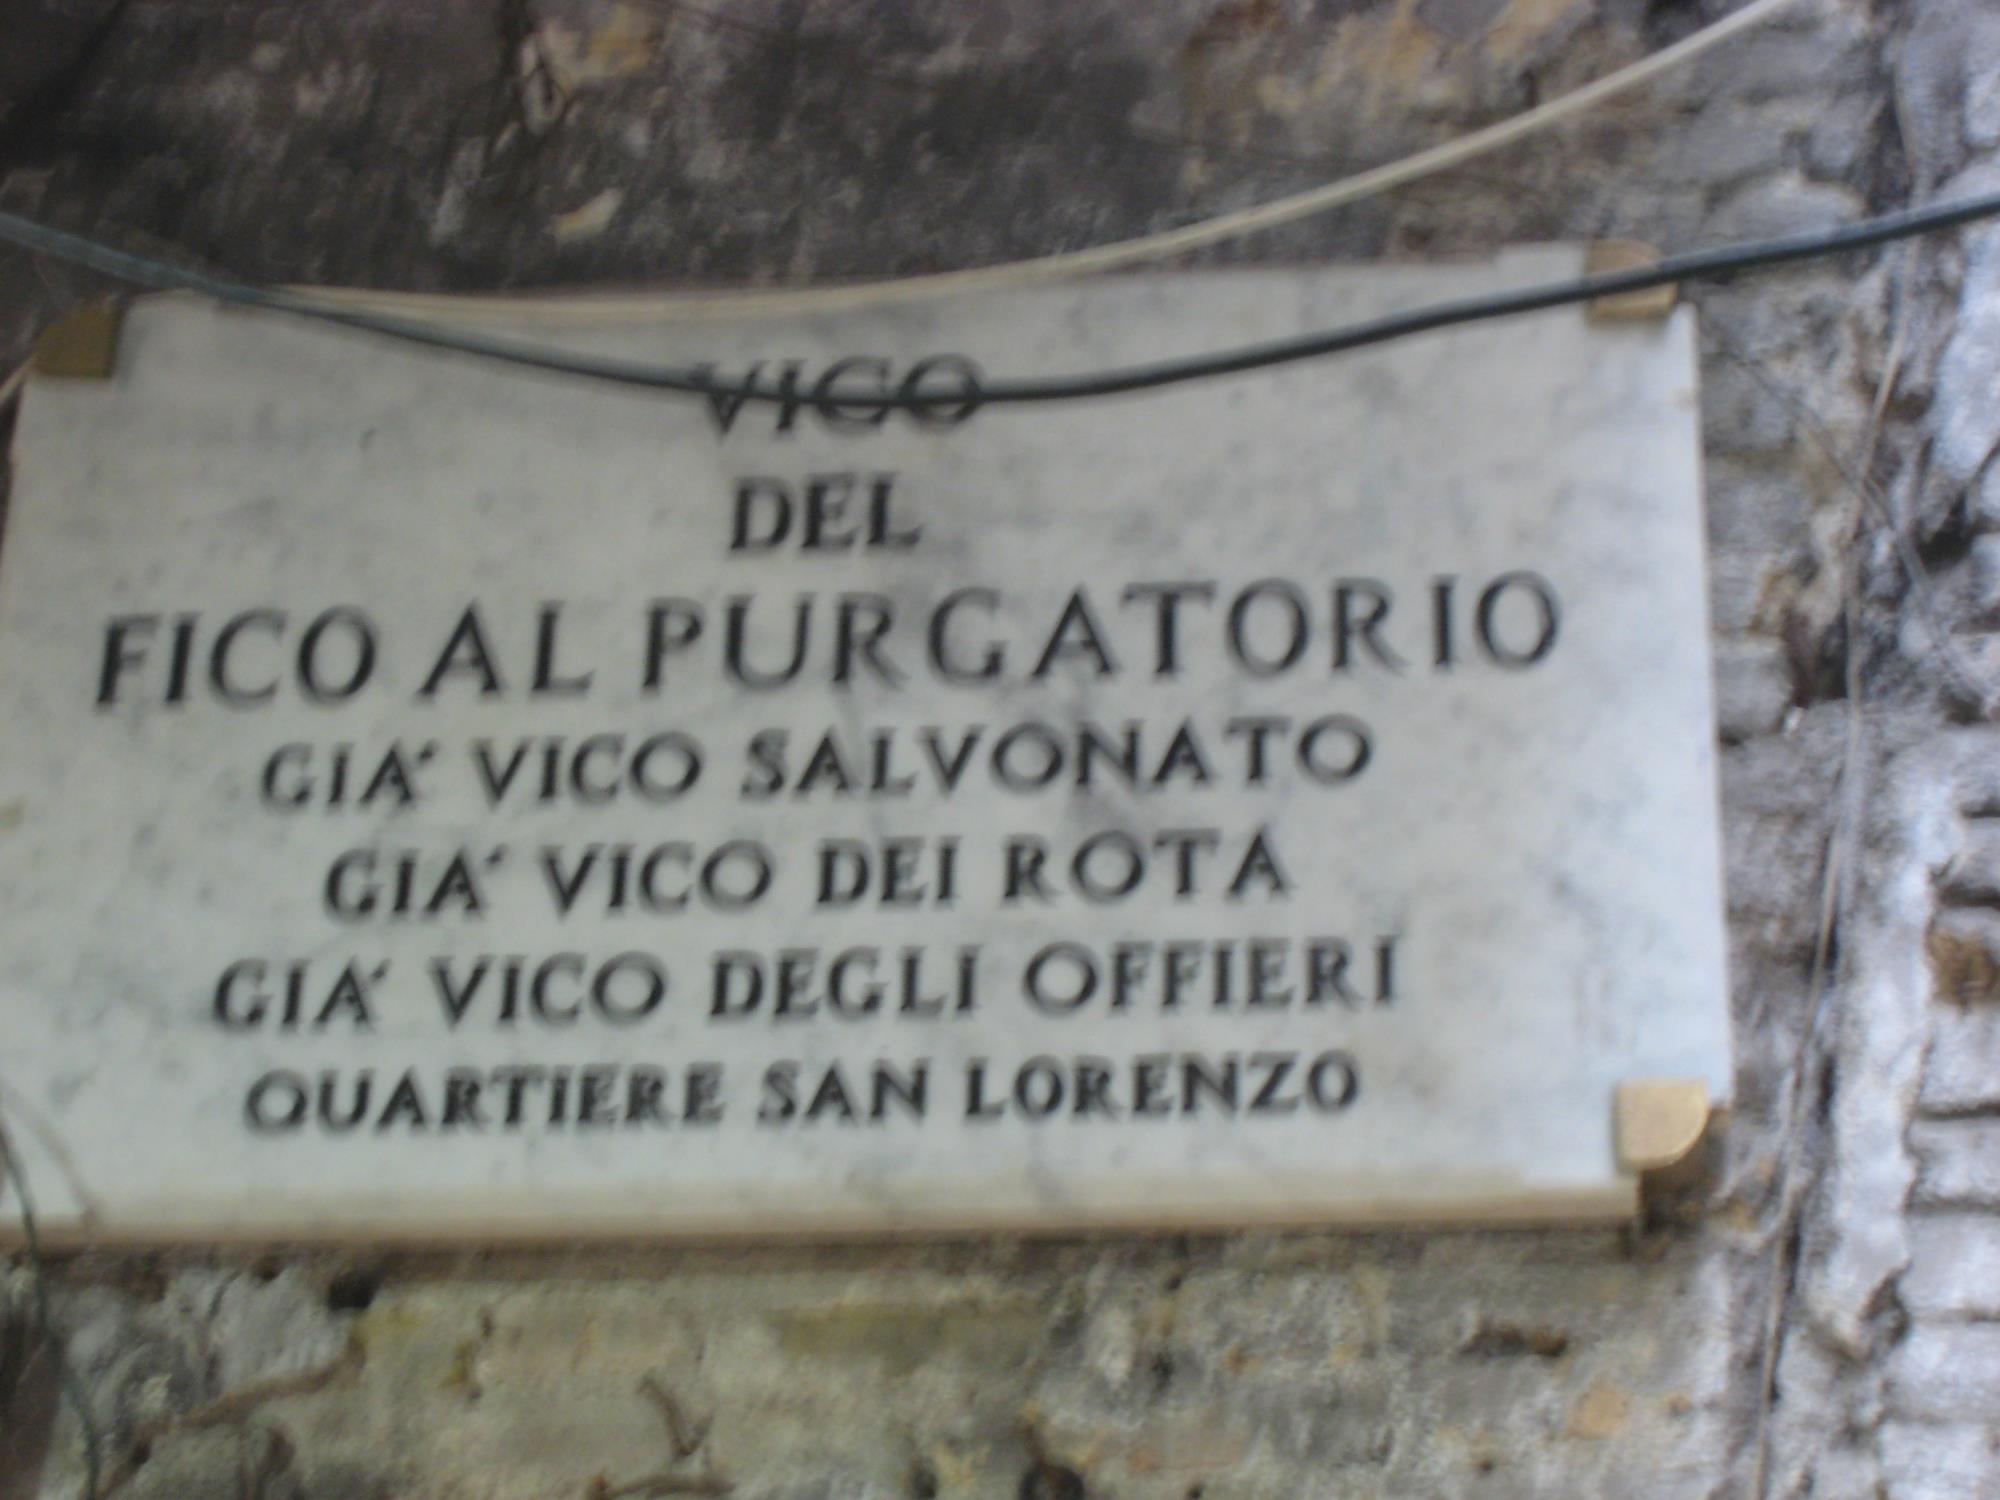 VICO
DEL
FICO AL PURGATORIO
GIA' VICO SALVONATO
GIA' VICO DEI ROTA
GIA' VICO DEGLI OFFIERI
QUARTIERE SAN LORENZO